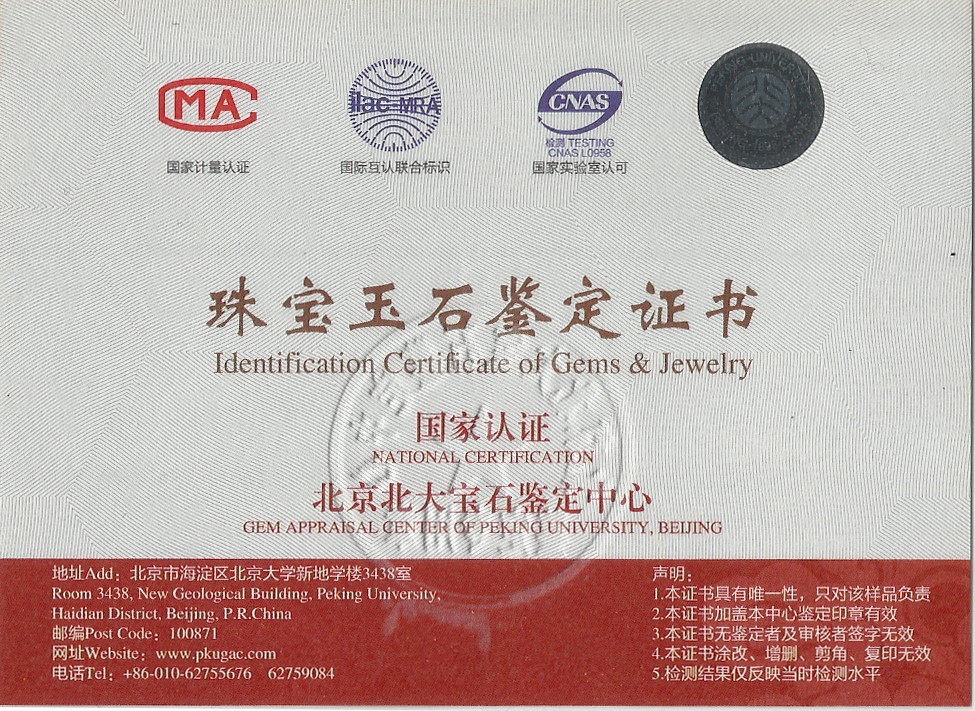 MA
ilac-MRA
CNAS
检测 TESTING
CNAS L0958
国家计量认证
国际互认联合标识
国家实验室认可
珠宝玉石鉴定证书
Identification Certificate of Gems & Jewelry
国家认证
NATIONAL CERTIFICATION
北京北大宝石鉴定中心
GEM APPRAISAL CENTER OF PEKING UNIVERSITY, BEIJING
地址Add：北京市海淀区北京大学新地学楼3438室
Room 3438, New Geological Building, Peking University,
Haidian District, Beijing, P.R.China
邮编Post Code：100871
网址Website：www.pkugac.com
电话Tel：+86-010-62755676 62759084
声明：
1.本证书具有唯一性，只对该样品负责
2.本证书加盖本中心鉴定印章有效
3.本证书无鉴定者及审核者签字无效
4.本证书涂改、增删、剪角、复印无效
5.检测结果仅反映当时检测水平